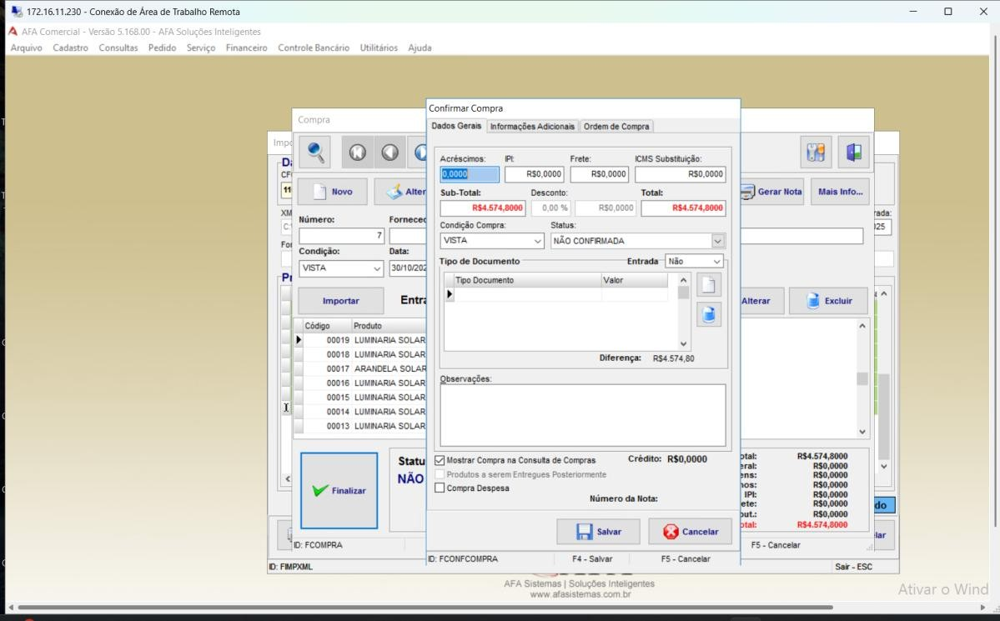 172.16.11.230 - Conexão de Área de Trabalho Remota
AFA Comercial - Versão 5.168.00 - AFA Soluções Inteligentes
Arquivo Cadastro Consultas Pedido Serviço Financeiro Controle Bancário Utilitários Ajuda
Compra
Confirmar Compra
Dados Gerais Informações Adicionais Ordem de Compra
Acréscimos: IPI: Frete: ICMS Substituição:
0,0000 R$0,0000 R$0,0000 R$0,0000
Sub-Total: Desconto: Total:
R$4.574,8000 0,00 % R$0,0000 R$4.574,8000
Condição Compra: Status:
VISTA NÃO CONFIRMADA
Tipo de Documento Entrada Não
Tipo Documento Valor
Diferença: R$4.574,80
Observações:
Mostrar Compra na Consulta de Compras Crédito: R$0,0000
Produtos a serem Entregues Posteriormente
Compra Despesa
Número da Nota:
Salvar Cancelar
ID: FCONFCOMPRA F4 - Salvar F5 - Cancelar
Novo Alter Gerar Nota Mais Info...
Número: Fornec
7
Condição: Data:
VISTA 30/10/202
Importar Entra Alterar Excluir
Código Produto
00019 LUMINARIA SOLAR
00018 LUMINARIA SOLAR
00017 ARANDELA SOLAR
00016 LUMINARIA SOLAR
00015 LUMINARIA SOLAR
00014 LUMINARIA SOLAR
00013 LUMINARIA SOLAR
Finalizar
Statu
NÃO
otal: R$4.574,8000
eral: R$0,0000
ens: R$0,0000
nos: R$0,0000
IPI: R$0,0000
ete: R$0,0000
out.: R$0,0000
otal: R$4.574,8000
ID: FCOMPRA F5 - Cancelar
ID: FIMPXML Sair - ESC
AFA Sistemas | Soluções Inteligentes
www.afasistemas.com.br
Ativar o Wind